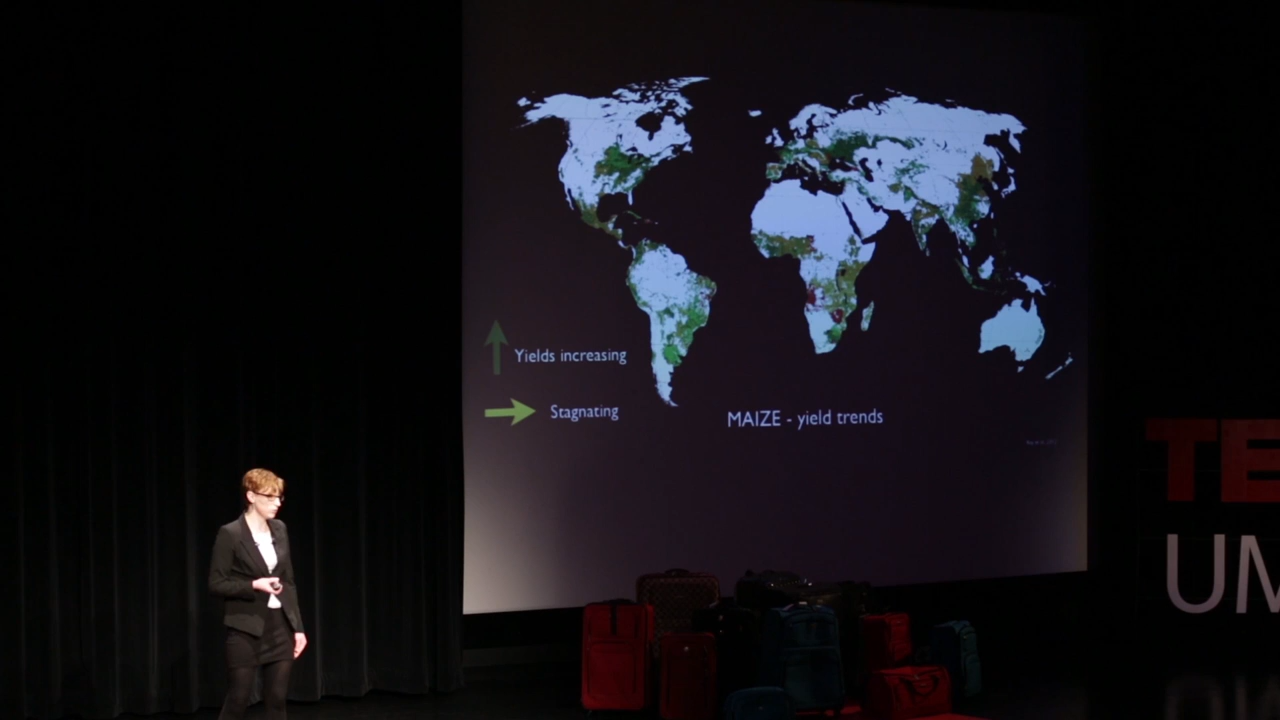 Yields increasing
Stagnating
MAIZE - yield trends
TE
UM